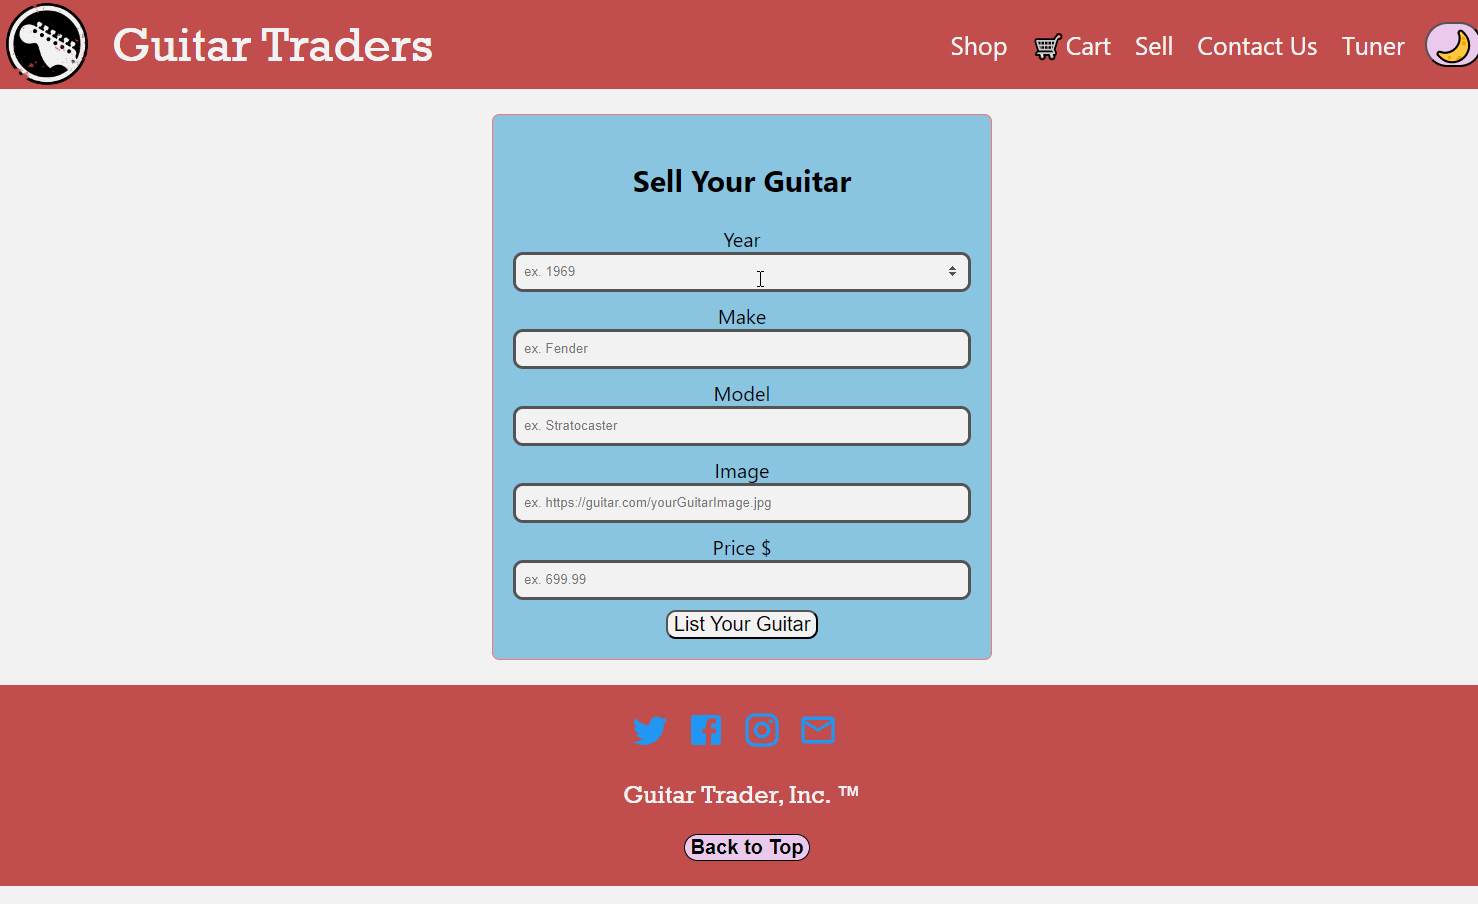 Guitar Traders
Shop Cart Sell Contact Us Tuner
Sell Your Guitar
Year
ex. 1969
Make
ex. Fender
Model
ex. Stratocaster
Image
ex. https://guitar.com/yourGuitarImage.jpg
Price $
ex. 699.99
List Your Guitar
Guitar Trader, Inc. ™
Back to Top